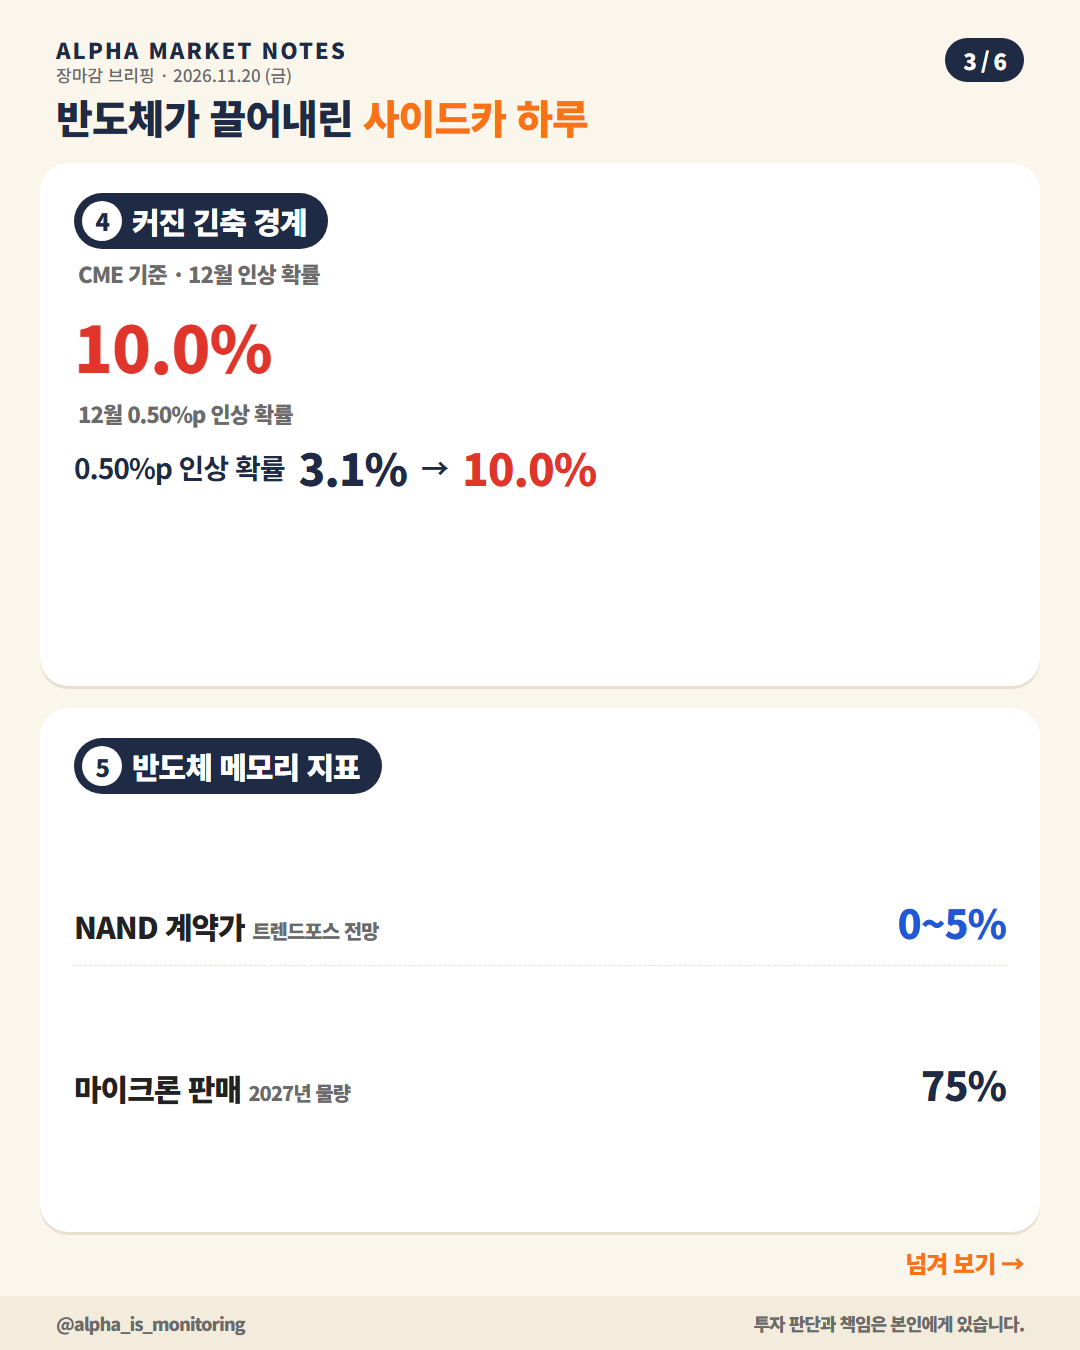 ALPHA MARKET NOTES
장마감 브리핑 · 2026.11.20 (금)
3 / 6
반도체가 끌어내린 사이드카 하루
4 커진 긴축 경계
CME 기준 · 12월 인상 확률
10.0%
12월 0.50%p 인상 확률
0.50%p 인상 확률 3.1% → 10.0%
5 반도체 메모리 지표
NAND 계약가 트렌드포스 전망 0~5%
마이크론 판매 2027년 물량 75%
넘겨 보기 →
@alpha_is_monitoring
투자 판단과 책임은 본인에게 있습니다.